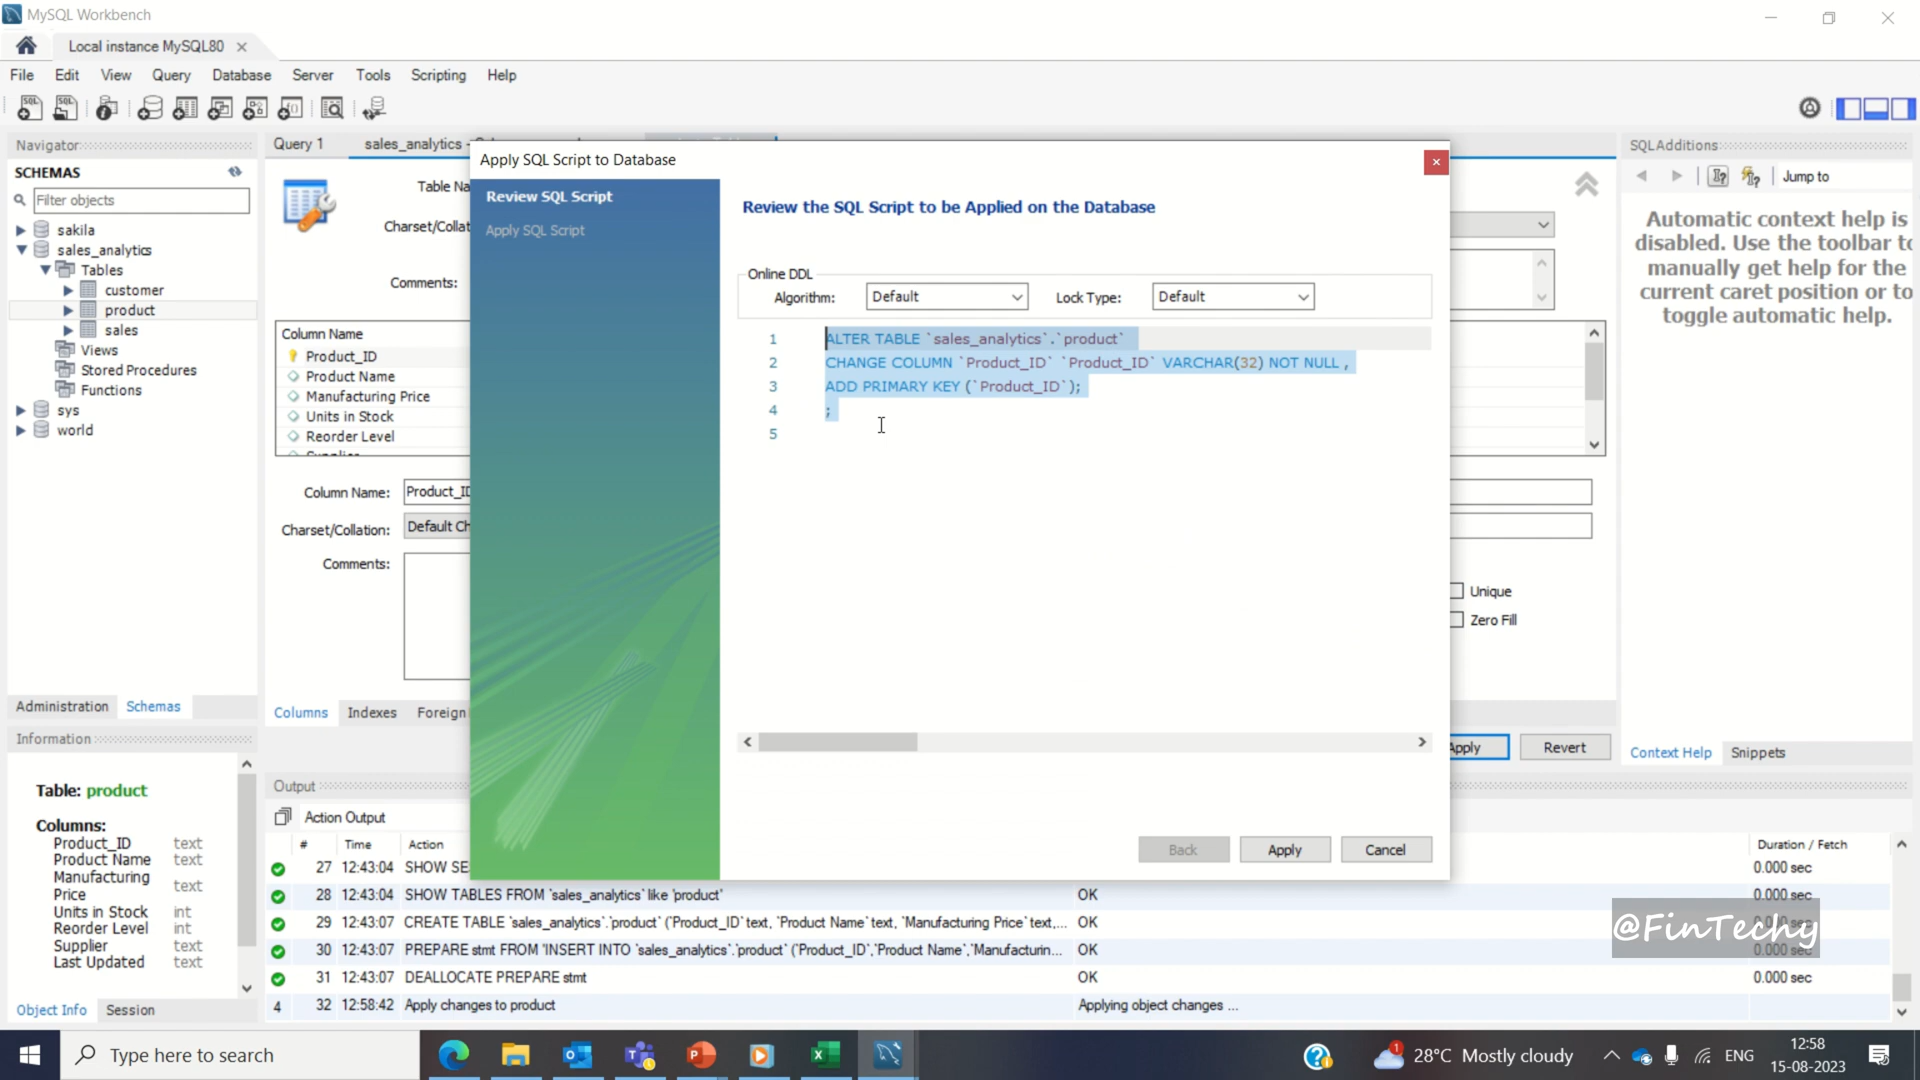 MySQL Workbench
Local instance MySQL80
File Edit View Query Database Server Tools Scripting Help
Navigator
SCHEMAS
Filter objects
sakila
sales_analytics
Tables
customer
product
sales
Views
Stored Procedures
Functions
sys
world
Administration Schemas
Information
Table: product
Columns:
Product_ID text
Product Name text
Manufacturing
Price text
Units in Stock int
Reorder Level int
Supplier text
Last Updated text
Object Info Session
Query 1 sales_analytics -
Table Na
Charset/Collat
Comments:
Column Name
Product_ID
Product Name
Manufacturing Price
Units in Stock
Reorder Level
Supplier
Column Name: Product_ID
Charset/Collation: Default Ch
Comments:
Columns Indexes Foreign
Apply SQL Script to Database
Review SQL Script
Apply SQL Script
Review the SQL Script to be Applied on the Database
Online DDL
Algorithm: Default Lock Type: Default
1 ALTER TABLE `sales_analytics`.`product`
2 CHANGE COLUMN `Product_ID` `Product_ID` VARCHAR(32) NOT NULL ,
3 ADD PRIMARY KEY (`Product_ID`);
4 ;
5
Back Apply Cancel
Unique
Zero Fill
Apply Revert
SQLAdditions
Jump to
Automatic context help is
disabled. Use the toolbar to
manually get help for the
current caret position or to
toggle automatic help.
Context Help Snippets
Output
Action Output
# Time Action Duration / Fetch
27 12:43:04 SHOW SE 0.000 sec
28 12:43:04 SHOW TABLES FROM `sales_analytics` like 'product' OK 0.000 sec
29 12:43:07 CREATE TABLE `sales_analytics`.`product` (`Product_ID` text, `Product Name` text, `Manufacturing Price` text,... OK 0.000 sec
30 12:43:07 PREPARE stmt FROM 'INSERT INTO `sales_analytics`.`product` (`Product_ID`,`Product Name`,`Manufacturin... OK 0.000 sec
31 12:43:07 DEALLOCATE PREPARE stmt OK 0.000 sec
4 32 12:58:42 Apply changes to product Applying object changes ...
@FinTechy
Type here to search
1
28°C Mostly cloudy
ENG
12:58
15-08-2023